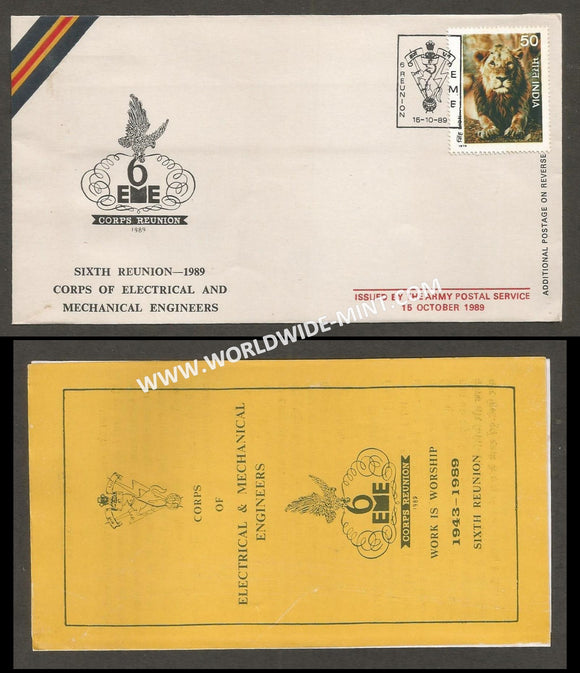 50
भारत INDIA
6 REUNION
EME
16-10-89
6
EME
CORPS REUNION
1989
SIXTH REUNION—1989
CORPS OF ELECTRICAL AND
MECHANICAL ENGINEERS
ADDITIONAL POSTAGE ON REVERSE
ISSUED BY THE ARMY POSTAL SERVICE
15 OCTOBER 1989
www.WORLDWIDE-MINT.COM
CORPS
OF
ELECTRICAL & MECHANICAL
ENGINEERS
6
EME
CORPS REUNION
1989
WORK IS WORSHIP
1943-1989
SIXTH REUNION